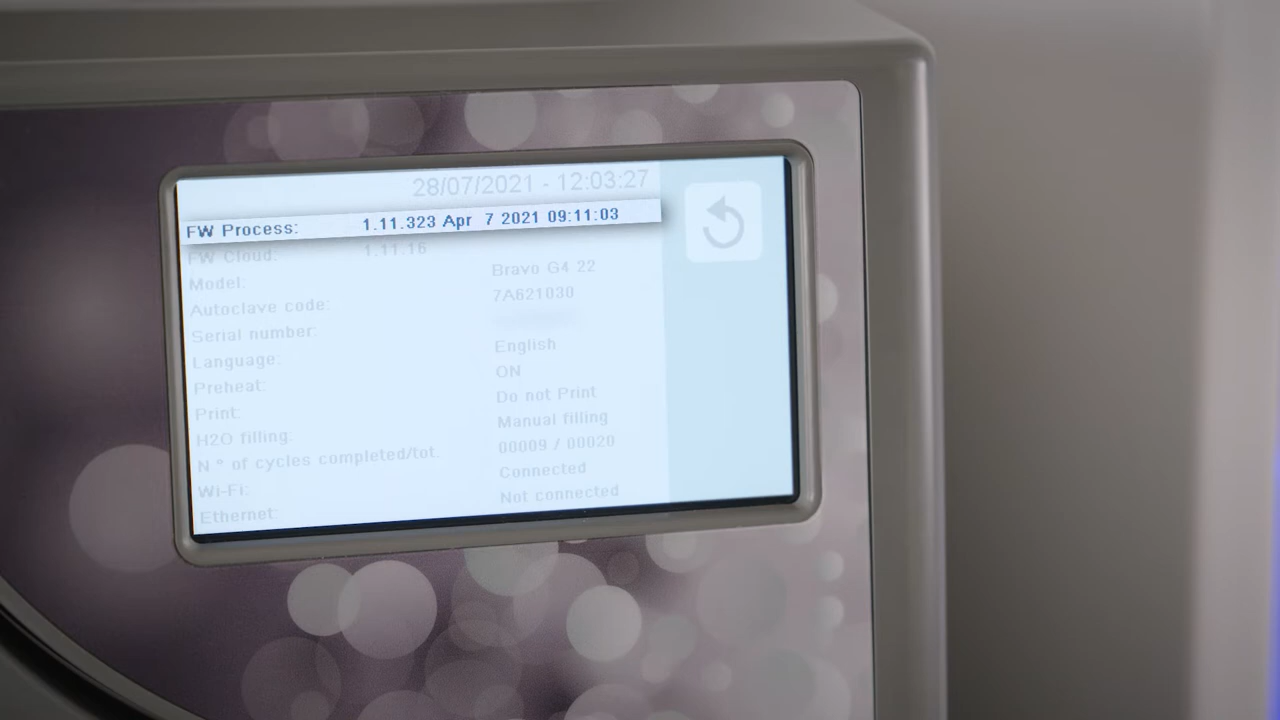 28/07/2021 - 12:03:27
FW Process: 1.11.323 Apr 7 2021 09:11:03
FW Cloud: 1.11.16
Model: Bravo G4 22
Autoclave code: 7A621030
Serial number:
Language: English
Preheat: ON
Print: Do not Print
H2O filling: Manual filling
N ° of cycles completed/tot. 00009 / 00020
Wi-Fi: Connected
Ethernet: Not connected